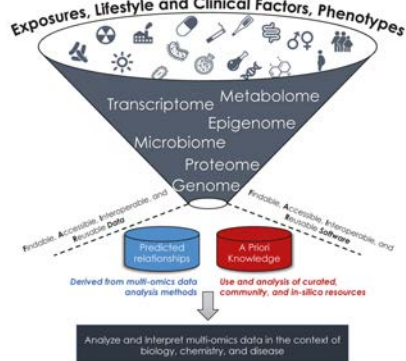 Exposures, Lifestyle and Clinical Factors, Phenotypes
Transcriptome
Metabolome
Epigenome
Microbiome
Proteome
Genome
Findable, Accessible, Interoperable, and
Reusable Data
Findable, Accessible, Interoperable, and
Reusable Software
Predicted
relationships
A Priori
Knowledge
Derived from multi-omics data
analysis methods
Use and analysis of curated,
community, and in-silico resources
Analyze and Interpret multi-omics data in the context of
biology, chemistry, and disease